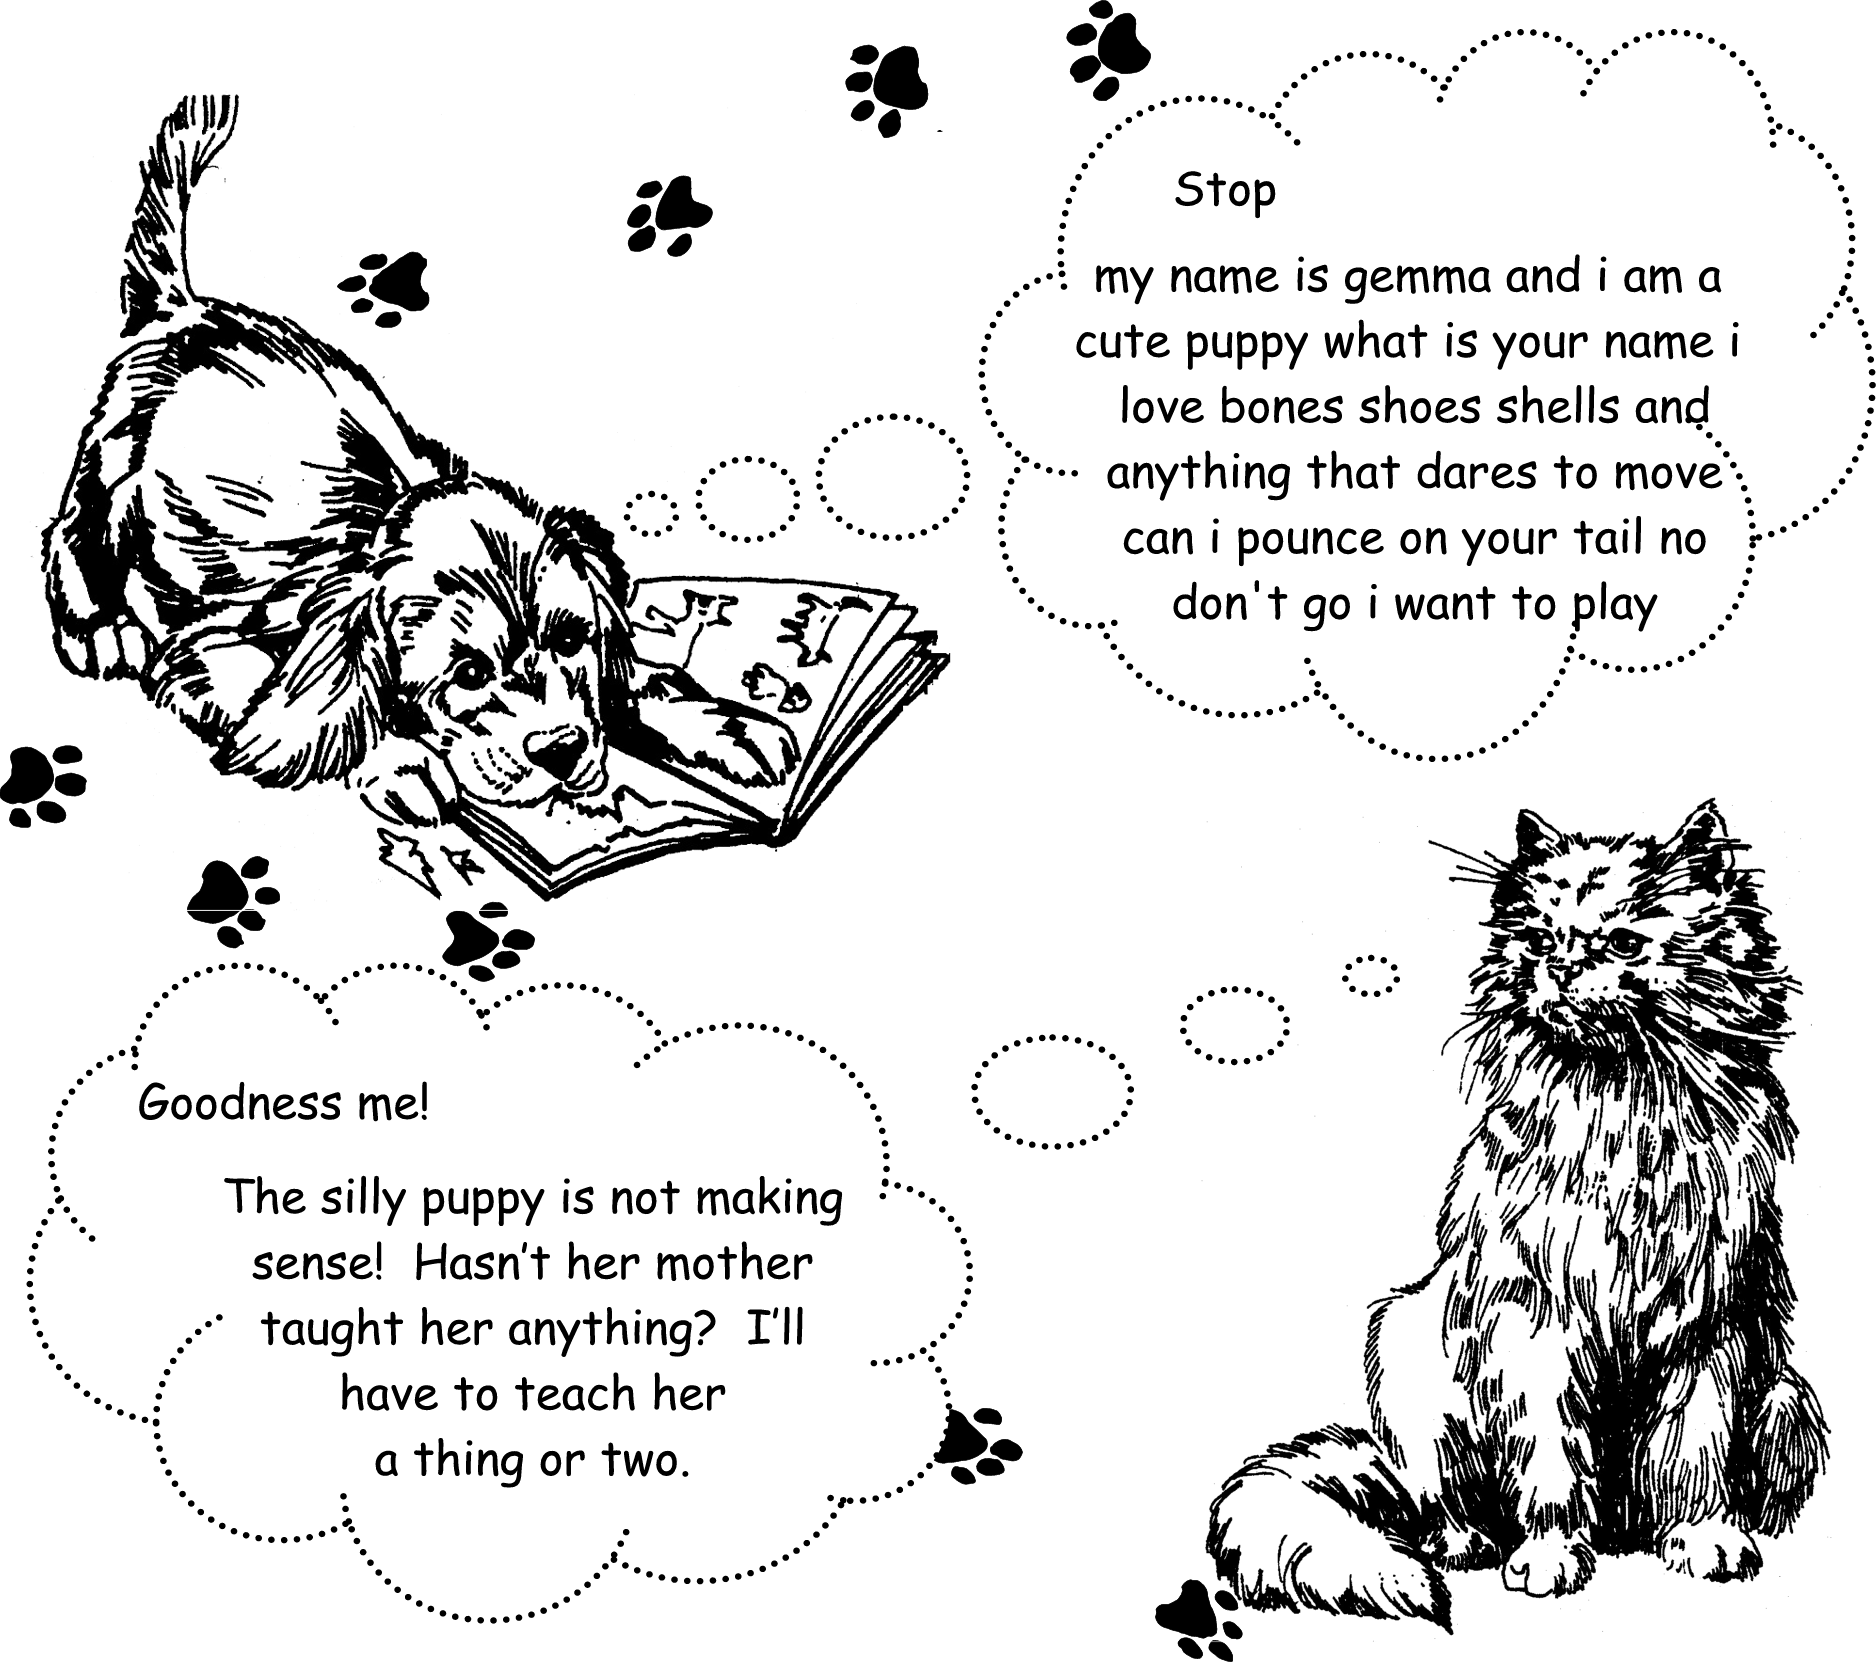 Stop
my name is gemma and i am a
cute puppy what is your name i
love bones shoes shells and
anything that dares to move
can i pounce on your tail no
don't go i want to play
Goodness me!
The silly puppy is not making
sense!  Hasn’t her mother
taught her anything?  I’ll
have to teach her
a thing or two.